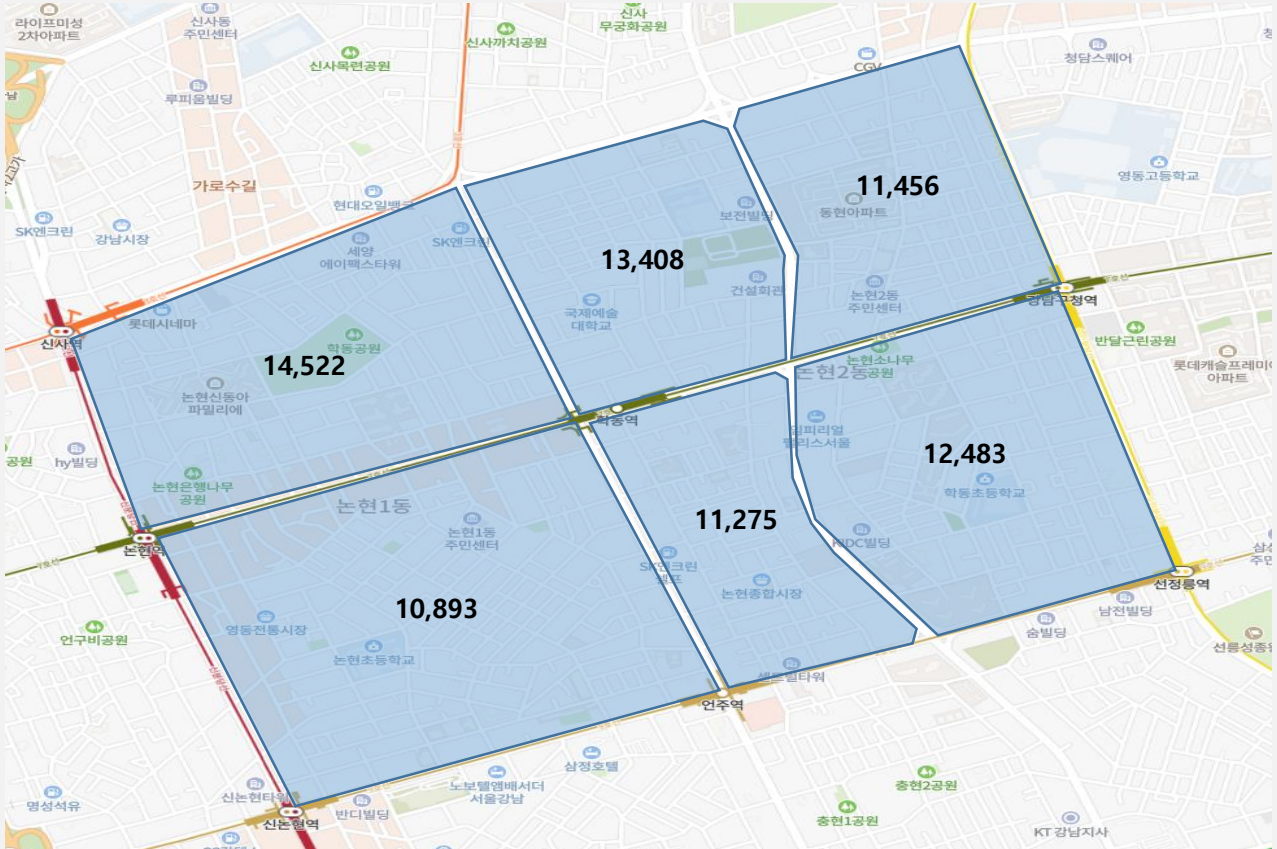 라이프미성
2차아파트
신사동
주민센터
신사
무궁화공원
신사까치공원
신사목련공원
CGV
청담스퀘어
루피움빌딩
가로수길
현대오일뱅크
영동고등학교
SK엔크린
강남시장
SK엔크린
세양
에이팩스타워
보전빌딩
11,456
동현아파트
13,408
건설회관
논현2동
주민센터
강남구청역
국제예술
대학교
롯데시네마
신사역
학동공원
14,522
반달근린공원
롯데캐슬프레미
아파트
논현소나무
공원
논현2동
논현신동아
파밀리에
학동역
임피리얼
팰리스서울
12,483
공원
hy빌딩
논현은행나무
공원
논현1동
학동초등학교
논현1동
주민센터
11,275
KIDC빌딩
논현역
7호선
SK엔크린
셀프
논현종합시장
선정릉역
남전빌딩
10,893
언구비공원
영동전통시장
논현초등학교
숨빌딩
센트럴타워
언주역
삼정호텔
노보텔앰배서더
서울강남
신논현타워
반디빌딩
신논현역
명성석유
충현2공원
충현1공원
KT강남지사